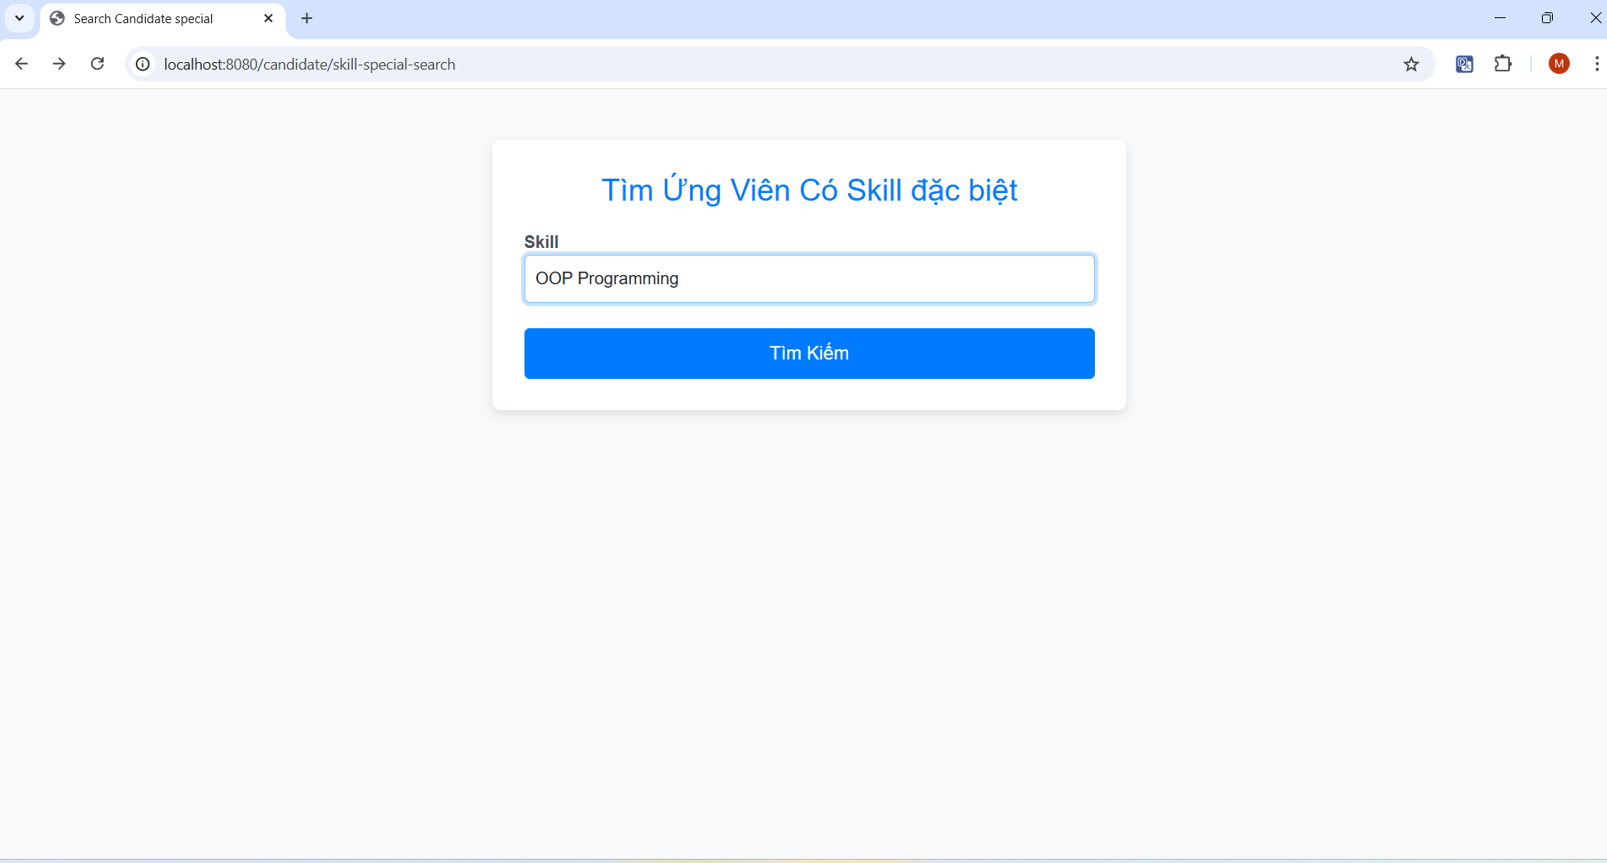 Search Candidate special
localhost:8080/candidate/skill-special-search
M
Tìm Ứng Viên Có Skill đặc biệt
Skill
OOP Programming
Tìm Kiếm